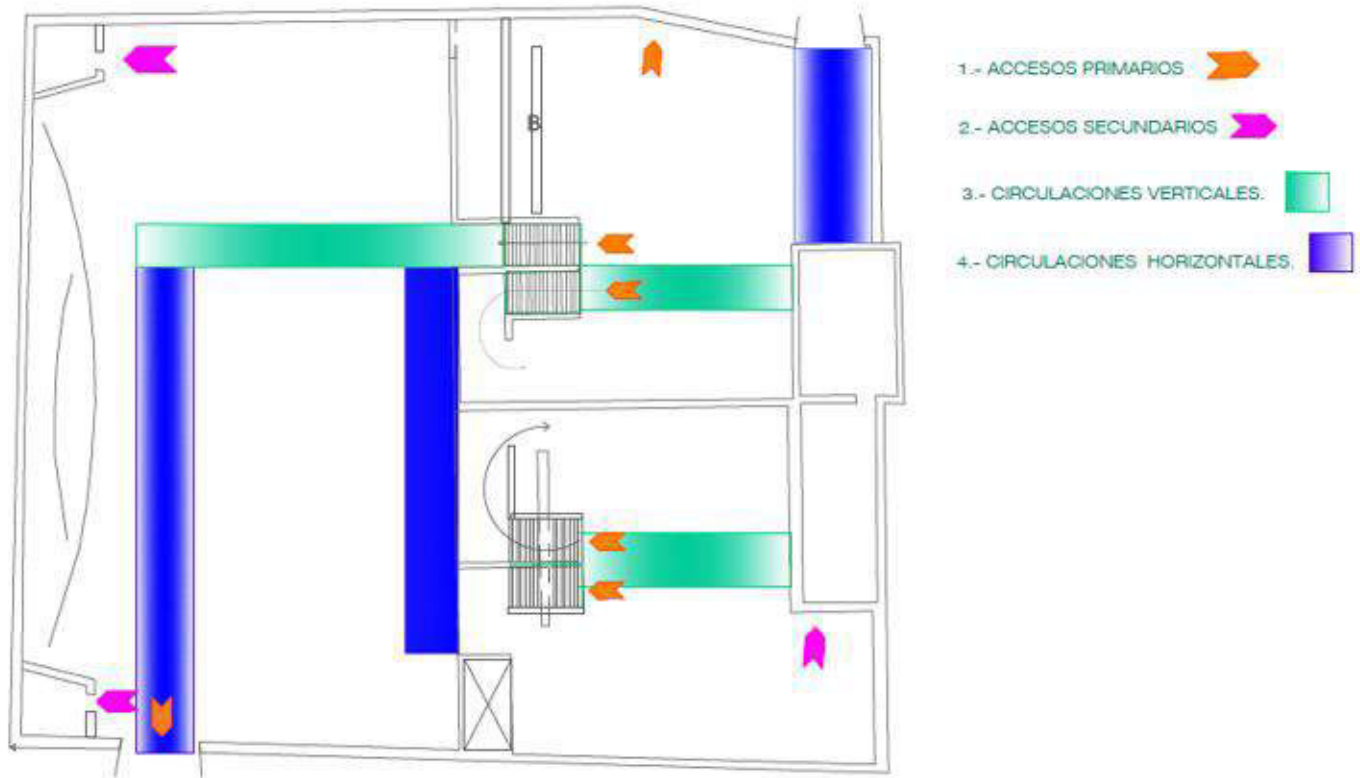 1.- ACCESOS PRIMARIOS
2.- ACCESOS SECUNDARIOS
3.- CIRCULACIONES VERTICALES.
4.- CIRCULACIONES HORIZONTALES.
B